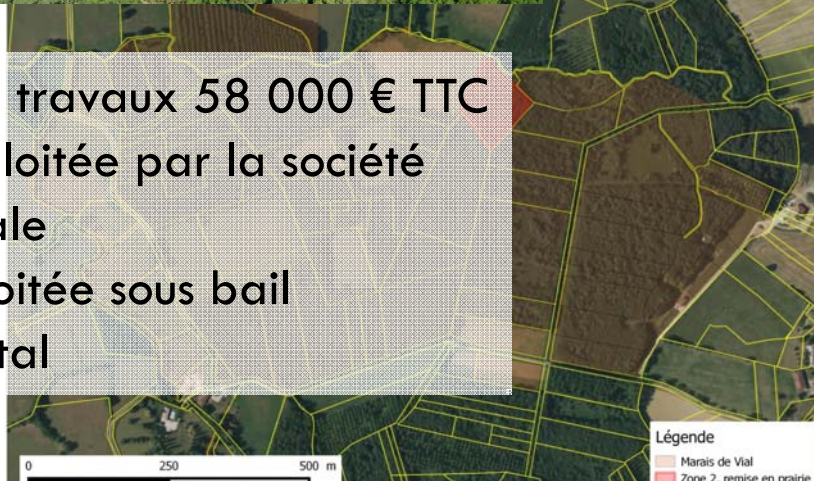 travaux 58 000 € TTC
loitée par la société
ale
oitée sous bail
tal
0 250 500 m
Légende
Marais de Vial
Zone 2, remise en prairie